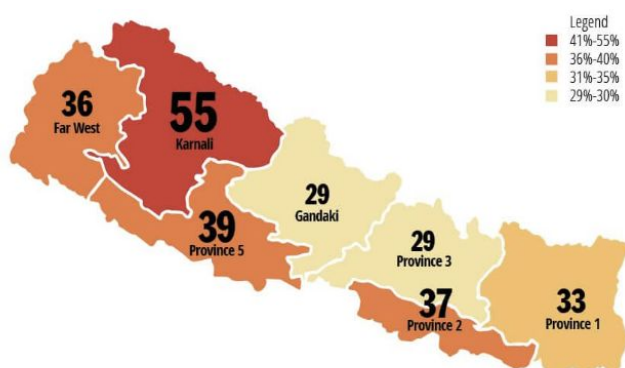 Legend
41%-55%
36%-40%
31%-35%
29%-30%
36
Far West
55
Karnali
29
Gandaki
39
Province 5
29
Province 3
37
Province 2
33
Province 1